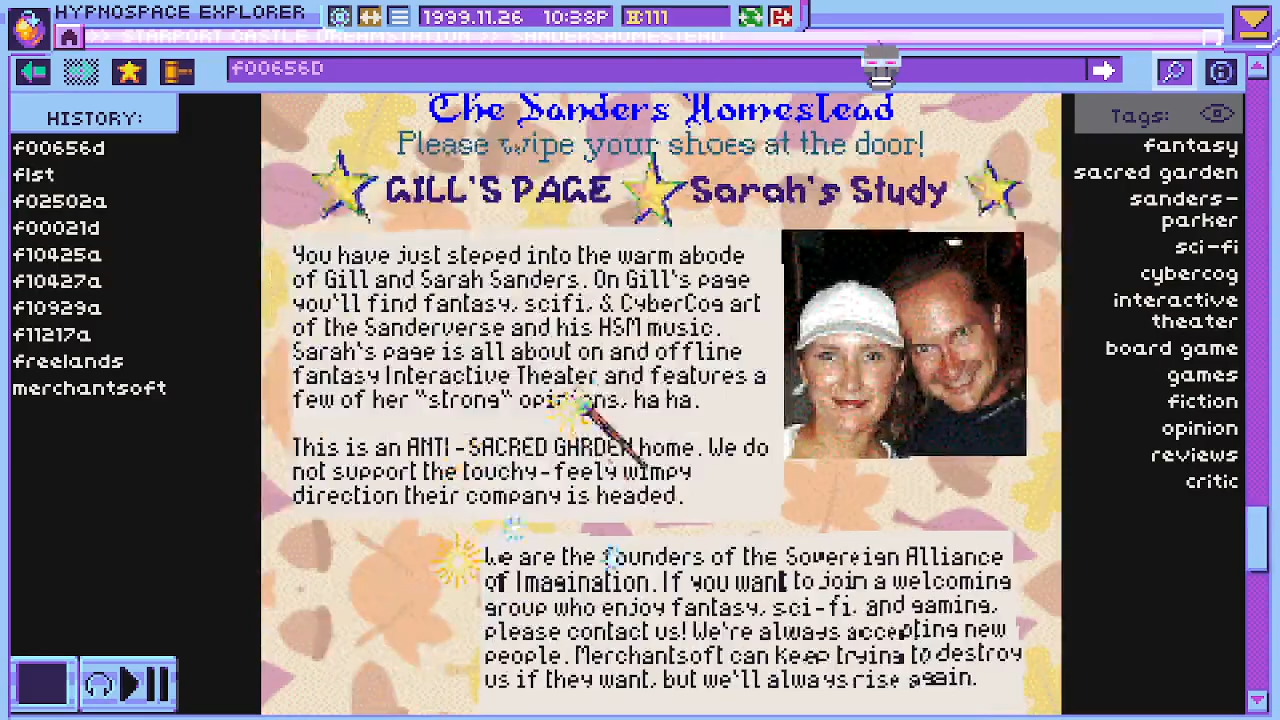 HYPNOSPACE EXPLORER
1999.11.26 10:38P
:111
>> STARPORT CASTLE DREAMSTATION >> SANDERSHOMESTEAD
f00656D
HISTORY:
f00656d
flst
f02502a
f00021d
f10425a
f10427a
f10929a
f11217a
freelands
merchantsoft
The Sanders Homestead
Please wipe your shoes at the door!
GILL'S PAGE Sarah's Study
You have just steped into the warm abode
of Gill and Sarah Sanders. On Gill's page
you'll find fantasy, scifi, & CyberCog art
of the Sanderverse and his HSM music.
Sarah's page is all about on and offline
fantasy Interactive Theater and features a
few of her "strong" opinions, ha ha.
This is an ANTI-SACRED GARDEN home. We do
not support the touchy-feely wimpy
direction their company is headed.
We are the founders of the Sovereign Alliance
of Imagination. If you want to join a welcoming
group who enjoy fantasy, sci-fi, and gaming,
please contact us! We're always accepting new
people. Merchantsoft can keep trying to destroy
us if they want, but we'll always rise again.
Tags:
fantasy
sacred garden
sanders-
parker
sci-fi
cybercog
interactive
theater
board game
games
fiction
opinion
reviews
critic